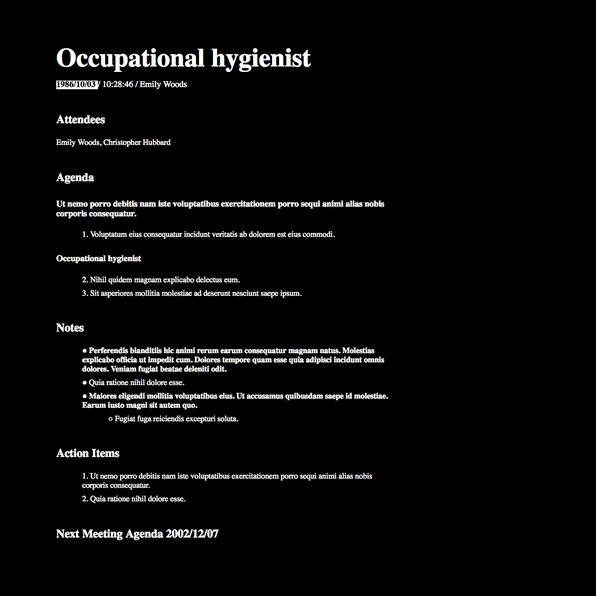 Occupational hygienist
1986/10/03 / 10:28:46 / Emily Woods
Attendees
Emily Woods, Christopher Hubbard
Agenda
Ut nemo porro debitis nam iste voluptatibus exercitationem porro sequi animi alias nobis
corporis consequatur.
1. Voluptatum eius consequatur incidunt veritatis ab dolorem est eius commodi.
Occupational hygienist
2. Nihil quidem magnam explicabo delectus eum.
3. Sit asperiores mollitia molestiae ad deserunt nesciunt saepe ipsum.
Notes
● Perferendis blanditiis hic animi rerum earum consequatur magnam natus. Molestias
explicabo officia ut impedit cum. Dolores tempore quam esse quia adipisci incidunt omnis
dolores. Veniam fugiat beatae deleniti odit.
● Quia ratione nihil dolore esse.
● Maiores eligendi mollitia voluptatibus eius. Ut accusamus quibusdam saepe id molestiae.
Earum iusto magni sit autem quo.
○ Fugiat fuga reiciendis excepturi soluta.
Action Items
1. Ut nemo porro debitis nam iste voluptatibus exercitationem porro sequi animi alias nobis
corporis consequatur.
2. Quia ratione nihil dolore esse.
Next Meeting Agenda 2002/12/07